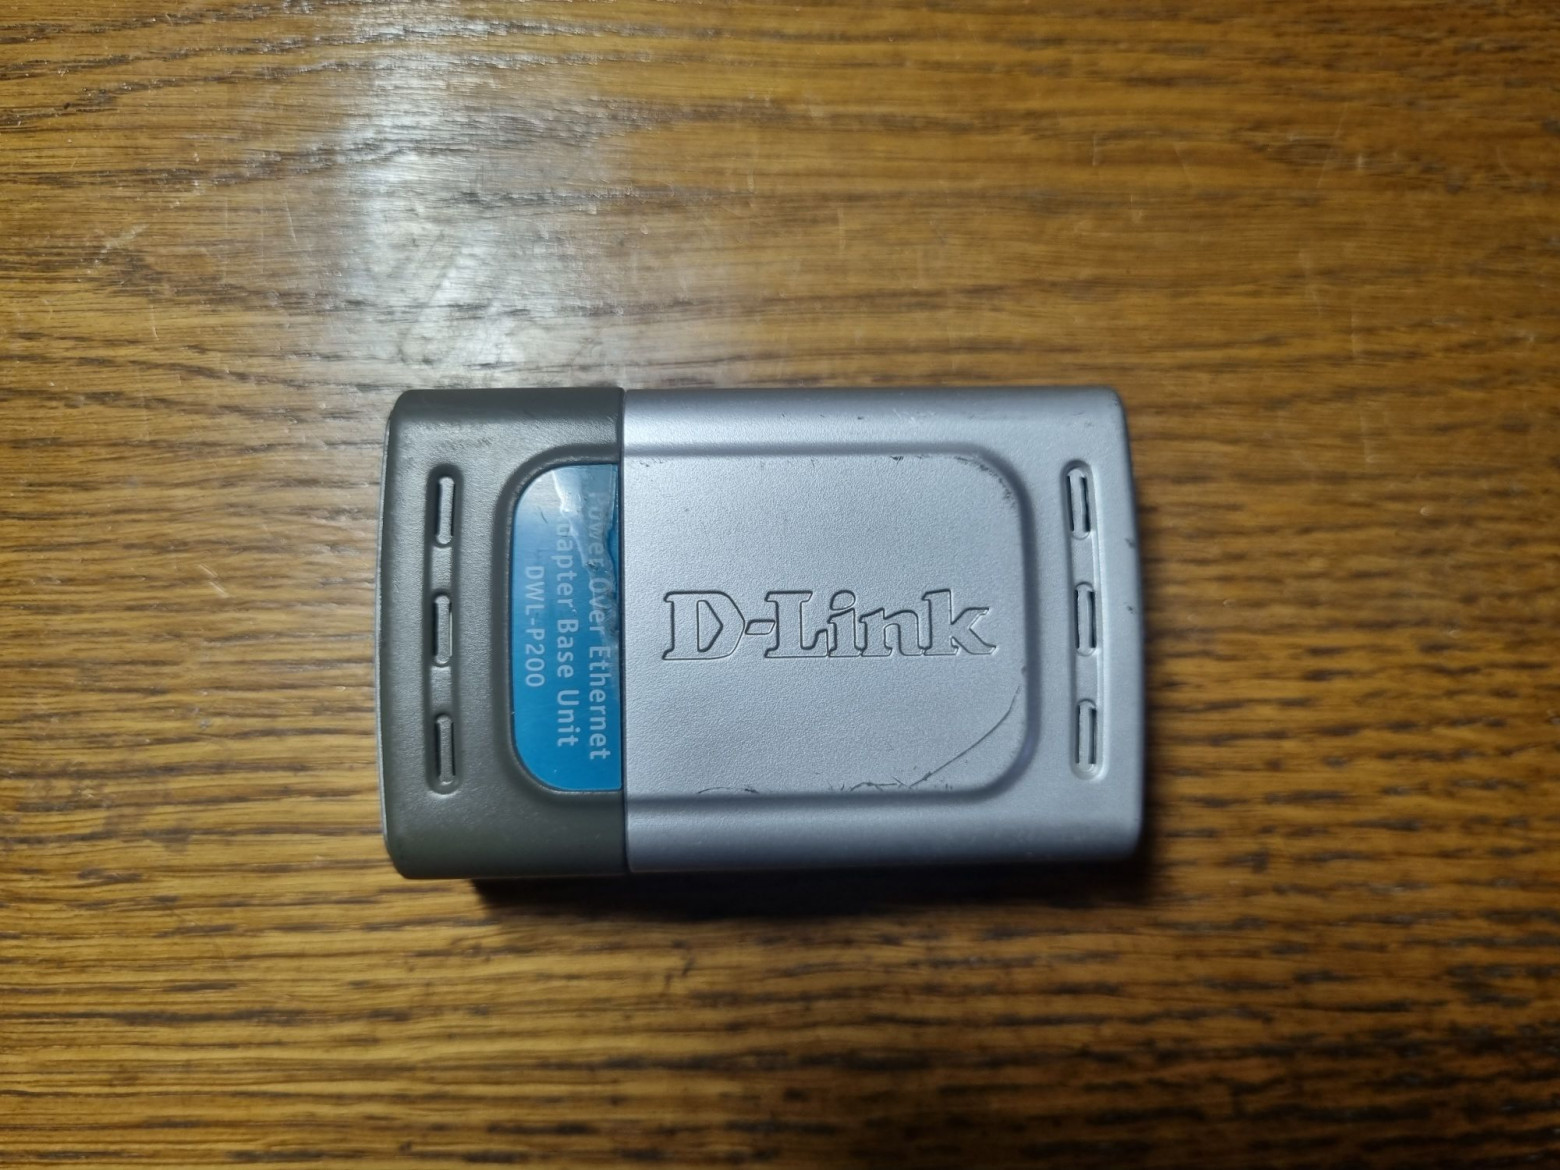 Power Over Ethernet
Adapter Base Unit
DWL-P200
D-Link